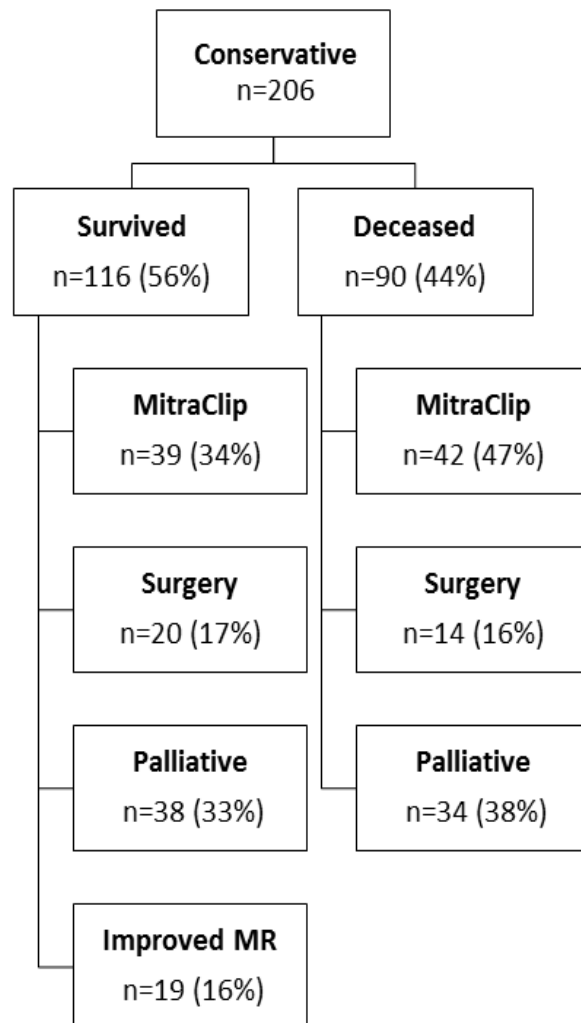 Conservative
n=206
Survived
n=116 (56%)
Deceased
n=90 (44%)
MitraClip
n=39 (34%)
MitraClip
n=42 (47%)
Surgery
n=20 (17%)
Surgery
n=14 (16%)
Palliative
n=38 (33%)
Palliative
n=34 (38%)
Improved MR
n=19 (16%)